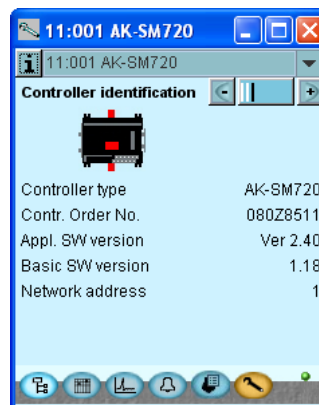 11:001 AK-SM720
11:001 AK-SM720
Controller identification
Controller type AK-SM720
Contr. Order No. 080Z8511
Appl. SW version Ver 2.40
Basic SW version 1.18
Network address 1